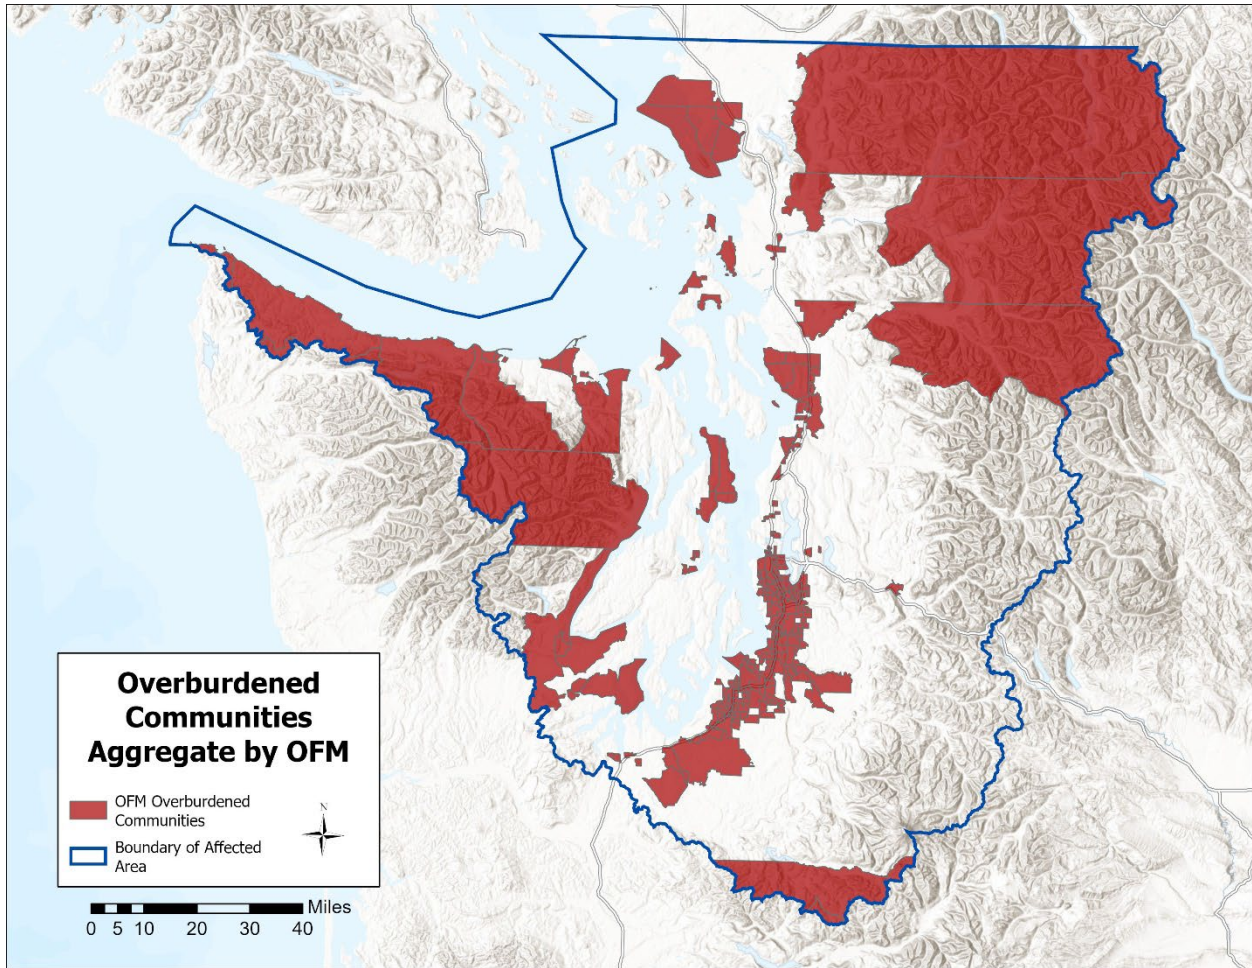 Overburdened
Communities
Aggregate by OFM
OFM Overburdened
Communities
N
Boundary of Affected
Area
Miles
0 5 10 20 30 40